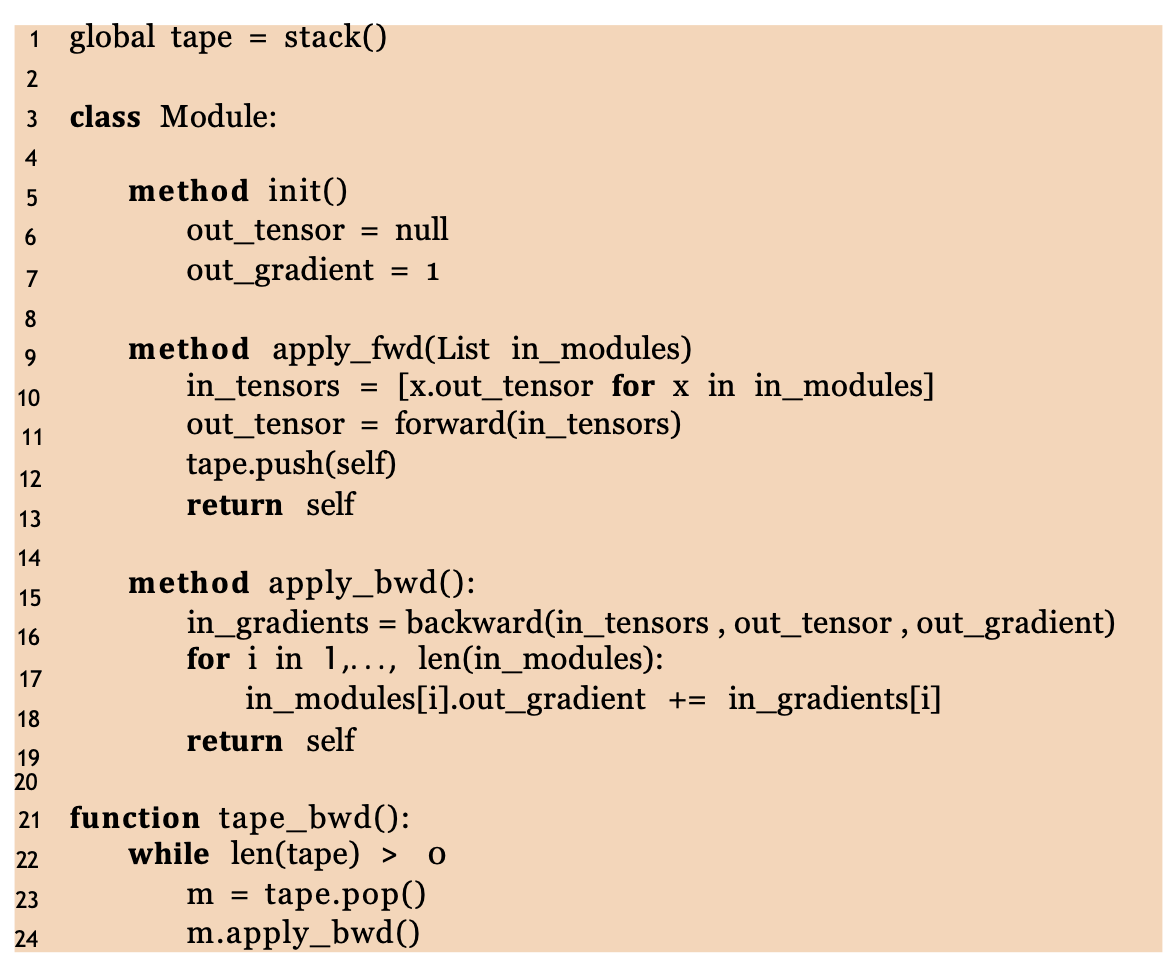 1 global tape = stack()
2
3 class Module:
4
5 method init()
6 out_tensor = null
7 out_gradient = 1
8
9 method apply_fwd(List in_modules)
10 in_tensors = [x.out_tensor for x in in_modules]
11 out_tensor = forward(in_tensors)
12 tape.push(self)
13 return self
14
15 method apply_bwd():
16 in_gradients = backward(in_tensors , out_tensor , out_gradient)
17 for i in 1,..., len(in_modules):
18 in_modules[i].out_gradient += in_gradients[i]
19 return self
20
21 function tape_bwd():
22 while len(tape) > 0
23 m = tape.pop()
24 m.apply_bwd()